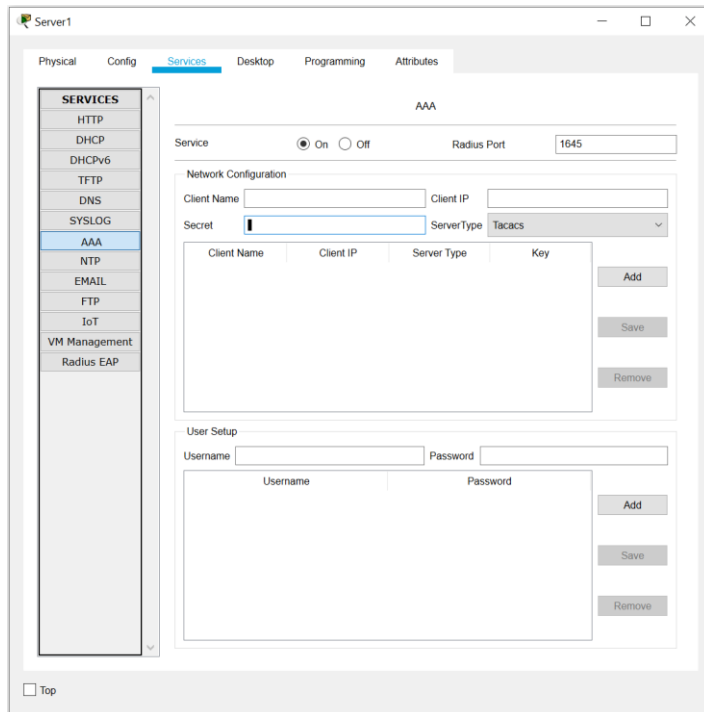 Server1
Physical Config Services Desktop Programming Attributes
SERVICES
HTTP
DHCP
DHCPv6
TFTP
DNS
SYSLOG
AAA
NTP
EMAIL
FTP
IoT
VM Management
Radius EAP
AAA
Service On Off Radius Port 1645
Network Configuration
Client Name Client IP
Secret ServerType Tacacs
Client Name Client IP Server Type Key
Add
Save
Remove
User Setup
Username Password
Username Password
Add
Save
Remove
Top